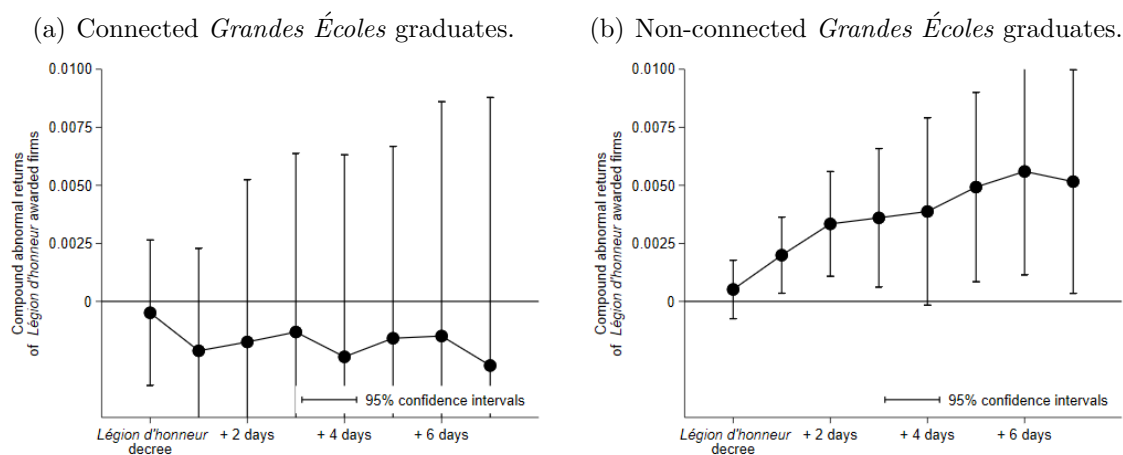 (a) Connected Grandes Écoles graduates.
Compound abnormal returns
of Légion d'honneur awarded firms
0.0100
0.0075
0.0050
0.0025
0
95% confidence intervals
Légion d'honneur
decree
+ 2 days
+ 4 days
+ 6 days
(b) Non-connected Grandes Écoles graduates.
Compound abnormal returns
of Légion d'honneur awarded firms
0.0100
0.0075
0.0050
0.0025
0
95% confidence intervals
Légion d'honneur
decree
+ 2 days
+ 4 days
+ 6 days